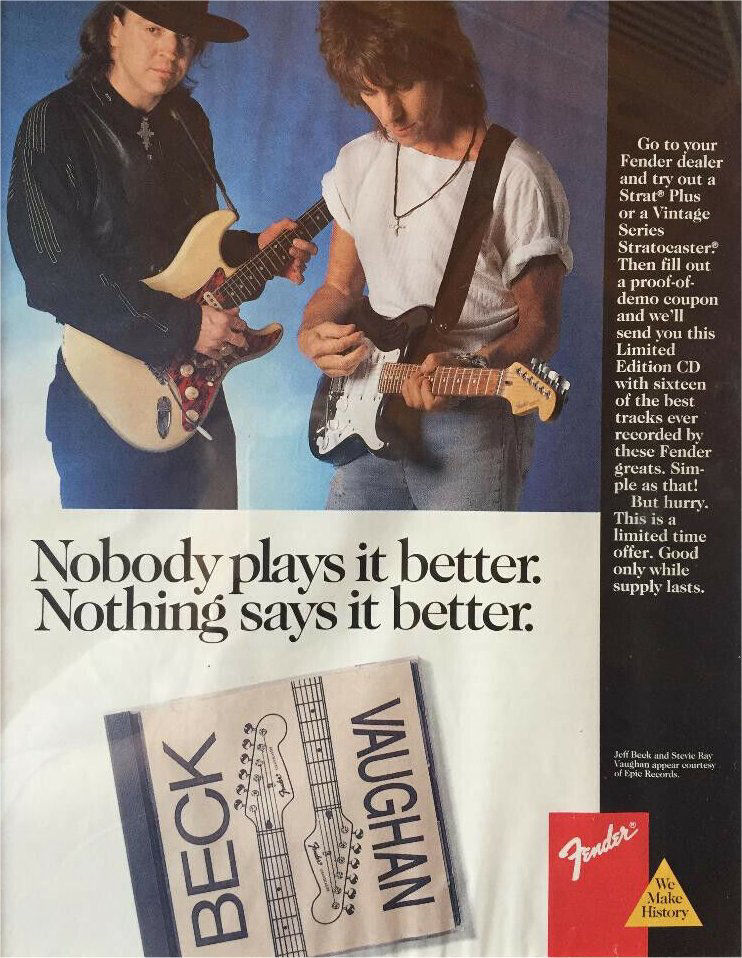 Go to your
Fender dealer
and try out a
Strat® Plus
or a Vintage
Series
Stratocaster.®
Then fill out
a proof-of-
demo coupon
and we'll
send you this
Limited
Edition CD
with sixteen
of the best
tracks ever
recorded by
these Fender
greats. Sim-
ple as that!
But hurry.
This is a
limited time
offer. Good
only while
supply lasts.
Nobody plays it better.
Nothing says it better.
BECK
VAUGHAN
Fender
Fender
Jeff Beck and Stevie Ray
Vaughan appear courtesy
of Epic Records.
Fender®
We
Make
History